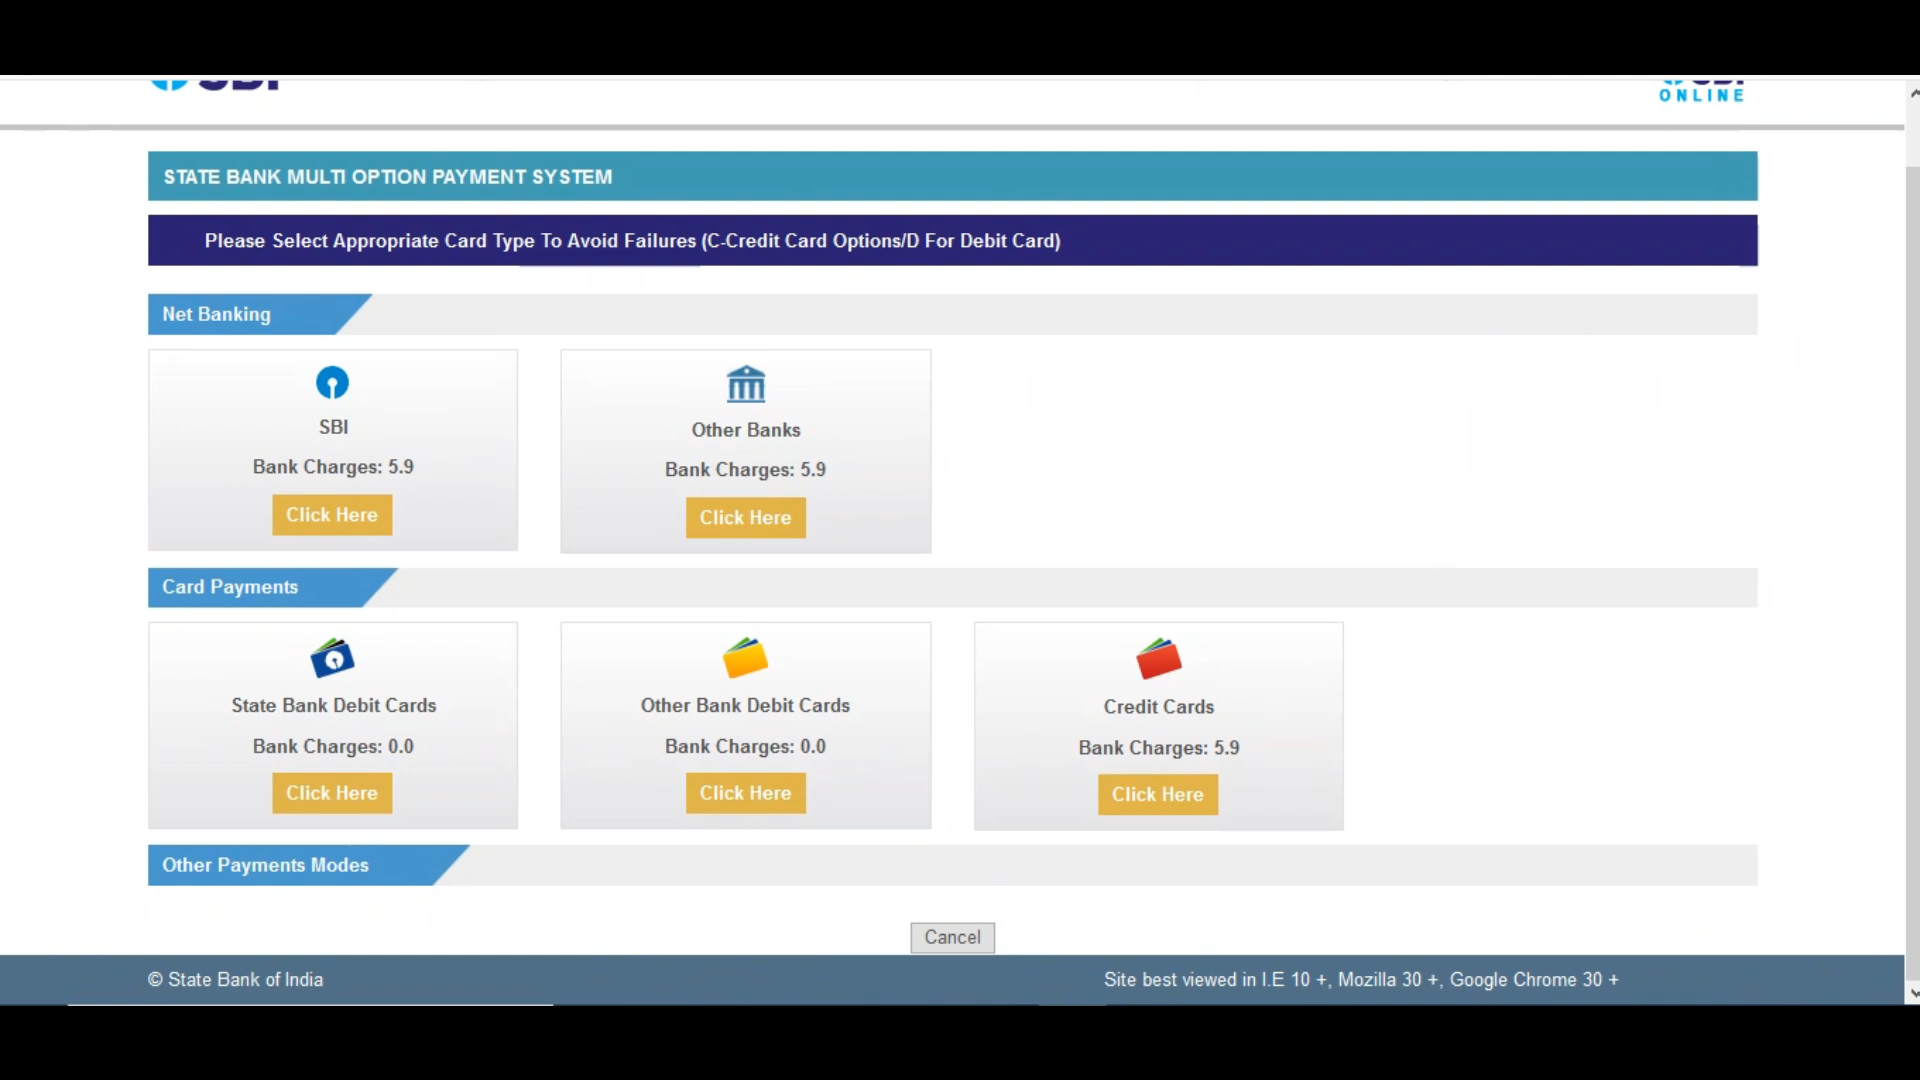 SBI
ONLINE
STATE BANK MULTI OPTION PAYMENT SYSTEM
Please Select Appropriate Card Type To Avoid Failures (C-Credit Card Options/D For Debit Card)
Net Banking
SBI
Bank Charges: 5.9
Click Here
Other Banks
Bank Charges: 5.9
Click Here
Card Payments
State Bank Debit Cards
Bank Charges: 0.0
Click Here
Other Bank Debit Cards
Bank Charges: 0.0
Click Here
Credit Cards
Bank Charges: 5.9
Click Here
Other Payments Modes
Cancel
© State Bank of India
Site best viewed in I.E 10 +, Mozilla 30 +, Google Chrome 30 +